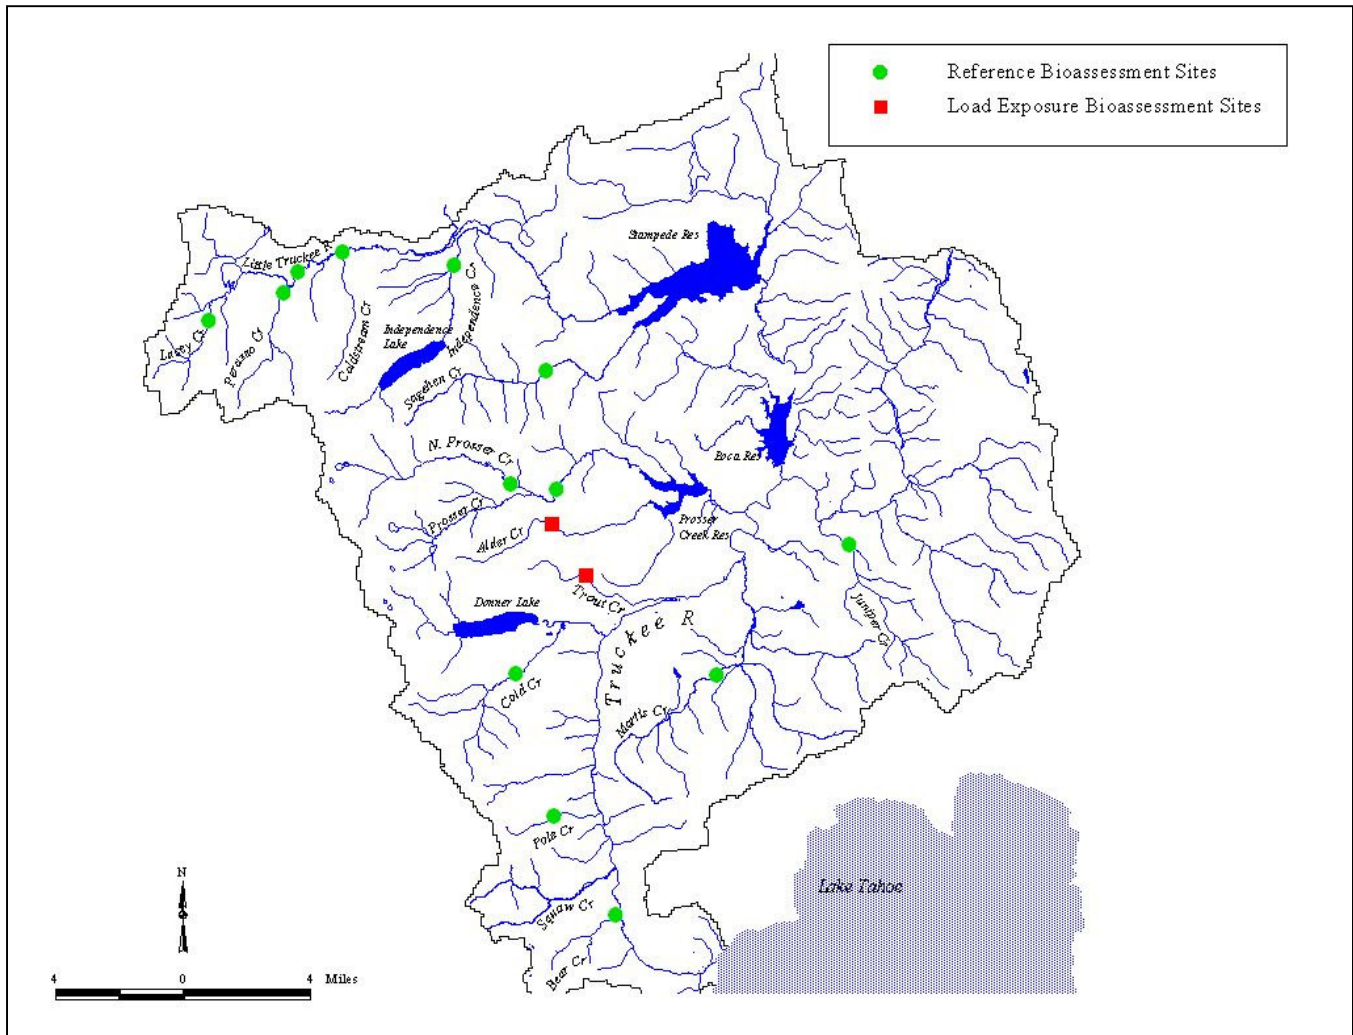 Reference Bioassessment Sites
Load Exposure Bioassessment Sites
Stampede Res
Little Truckee R
Lacey Cr
Perazzo Cr
Coldstream Cr
Independence
Lake
Independence Cr
Sagehen Cr
N. Prosser Cr
Boca Res
Prosser Cr
Alder Cr
Prosser
Creek Res
Trout Cr
Donner Lake
Juniper Cr
Truckee R
Cold Cr
Martis Cr
Pole Cr
Squaw Cr
Bear Cr
Lake Tahoe
N
4 0 4 Miles